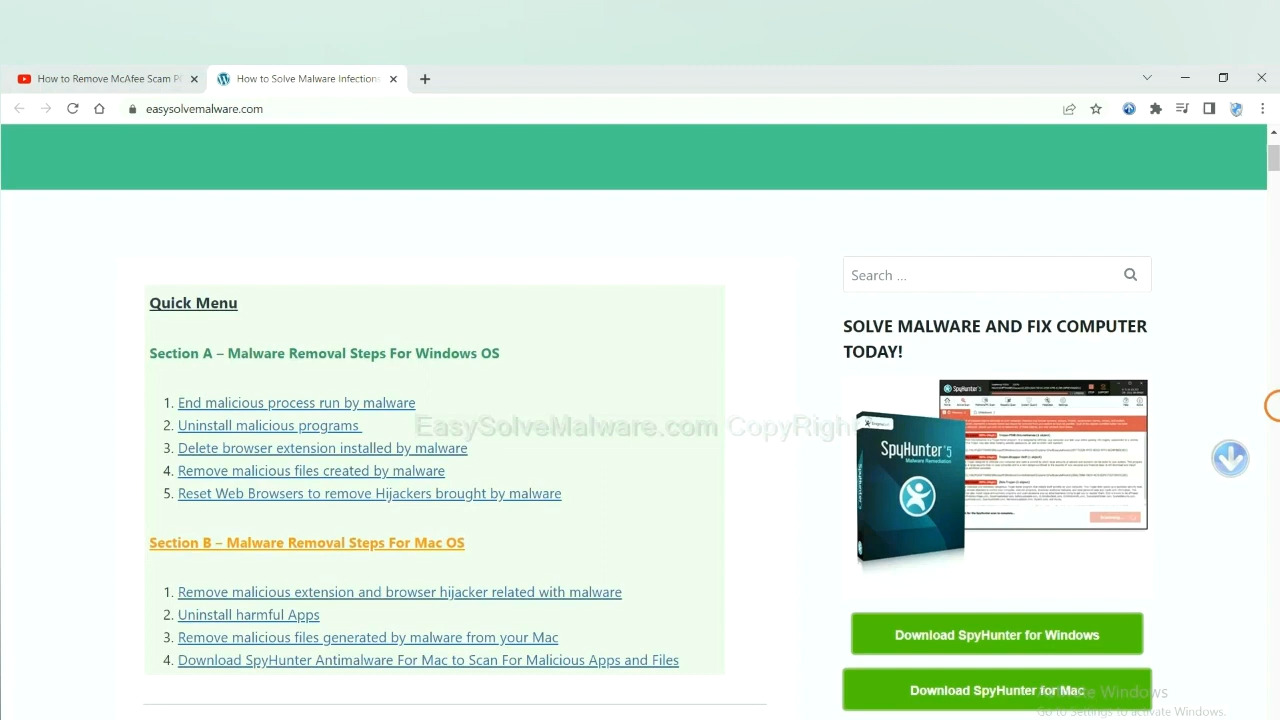 How to Remove McAfee Scam P
How to Solve Malware Infection
easysolvemalware.com
Quick Menu
Section A – Malware Removal Steps For Windows OS
1. End malicious process run by malware
2. Uninstall
3. Delete browser extension installed by malware
4. Remove malicious files created by malware
5. Reset Web Browser to Remove Hijackers brought by malware
Section B – Malware Removal Steps For Mac OS
1. Remove malicious extension and browser hijacker related with malware
2. Uninstall harmful Apps
3. Remove malicious files generated by malware from your Mac
4. Download SpyHunter Antimalware For Mac to Scan For Malicious Apps and Files
EasySolveMalware.com CopyRight
Search ...
SOLVE MALWARE AND FIX COMPUTER
TODAY!
SpyHunter 5
SpyHunter 5
Malware Remediation
Download SpyHunter for Windows
Download SpyHunter for Mac
Activate Windows
Go to Settings to activate Windows.